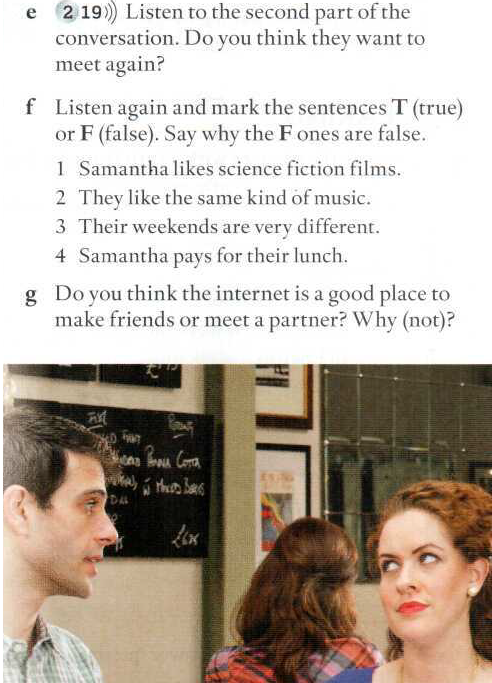 e 2 19))) Listen to the second part of the
conversation. Do you think they want to
meet again?
f Listen again and mark the sentences T (true)
or F (false). Say why the F ones are false.
1 Samantha likes science fiction films.
2 They like the same kind of music.
3 Their weekends are very different.
4 Samantha pays for their lunch.
g Do you think the internet is a good place to
make friends or meet a partner? Why (not)?
PANNA COTTA